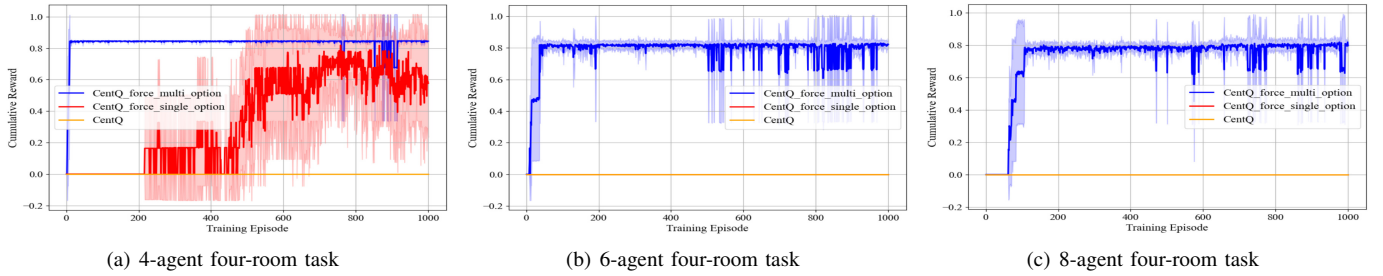 1.0
0.8
0.6
0.4
0.2
0.0
−0.2
Cumulative Reward
CentQ_force_multi_option
CentQ_force_single_option
CentQ
0 200 400 600 800 1000
Training Episode
(a) 4-agent four-room task
1.0
0.8
0.6
0.4
0.2
0.0
−0.2
Cumulative Reward
CentQ_force_multi_option
CentQ_force_single_option
CentQ
0 200 400 600 800 1000
Training Episode
(b) 6-agent four-room task
1.0
0.8
0.6
0.4
0.2
0.0
−0.2
Cumulative Reward
CentQ_force_multi_option
CentQ_force_single_option
CentQ
0 200 400 600 800 1000
Training Episode
(c) 8-agent four-room task